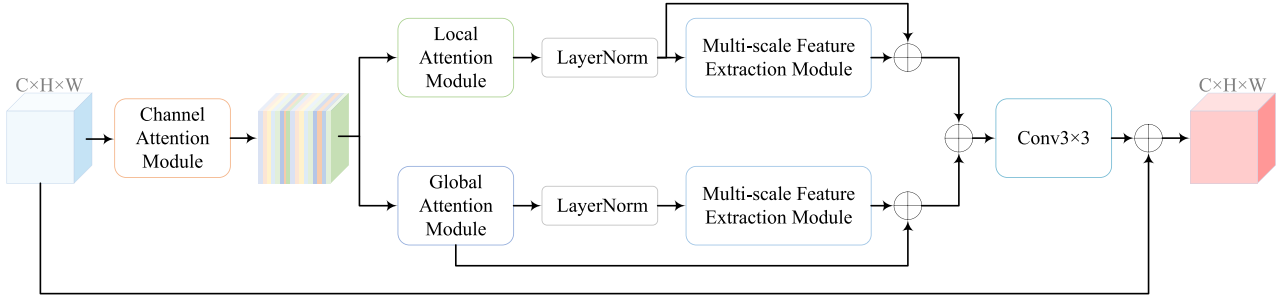 C×H×W
Channel
Attention
Module
Local
Attention
Module
LayerNorm
Multi-scale Feature
Extraction Module
Global
Attention
Module
LayerNorm
Multi-scale Feature
Extraction Module
Conv3×3
C×H×W